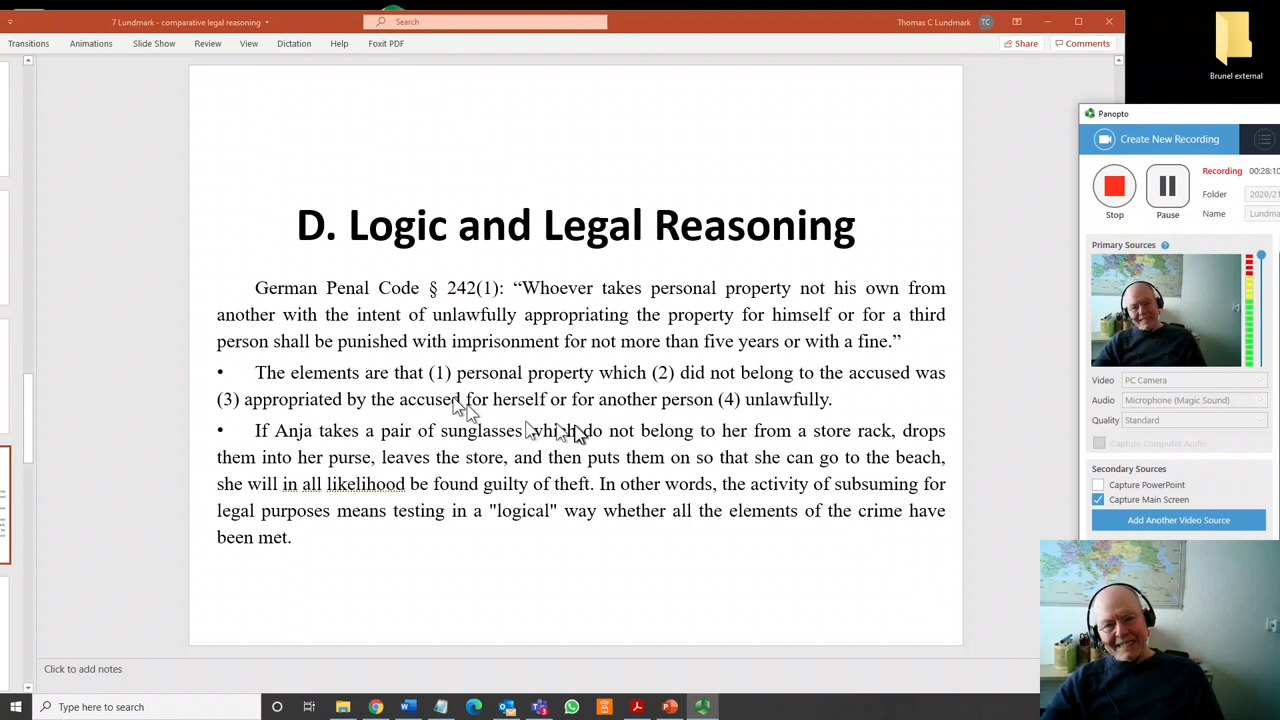 7 Lundmark - comparative legal reasoning
Search
Thomas C Lundmark
TC
Transitions
Animations
Slide Show
Review
View
Dictation
Help
Foxit PDF
Share
Comments
Brunel external
D. Logic and Legal Reasoning
German Penal Code § 242(1): “Whoever takes personal property not his own from
another with the intent of unlawfully appropriating the property for himself or for a third
person shall be punished with imprisonment for not more than five years or with a fine.”
• The elements are that (1) personal property which (2) did not belong to the accused was
(3) appropriated by the accused for herself or for another person (4) unlawfully.
• If Anja takes a pair of sunglasses which do not belong to her from a store rack, drops
them into her purse, leaves the store, and then puts them on so that she can go to the beach,
she will in all likelihood be found guilty of theft. In other words, the activity of subsuming for
legal purposes means testing in a "logical" way whether all the elements of the crime have
been met.
Click to add notes
Panopto
Create New Recording
Recording
00:28:10
Stop
Pause
Folder
2020/21
Name
Lundm
Primary Sources
Video
PC Camera
Audio
Microphone (Magic Sound)
Quality
Standard
Capture Computer Audio
Secondary Sources
Capture PowerPoint
Capture Main Screen
Add Another Video Source
Type here to search